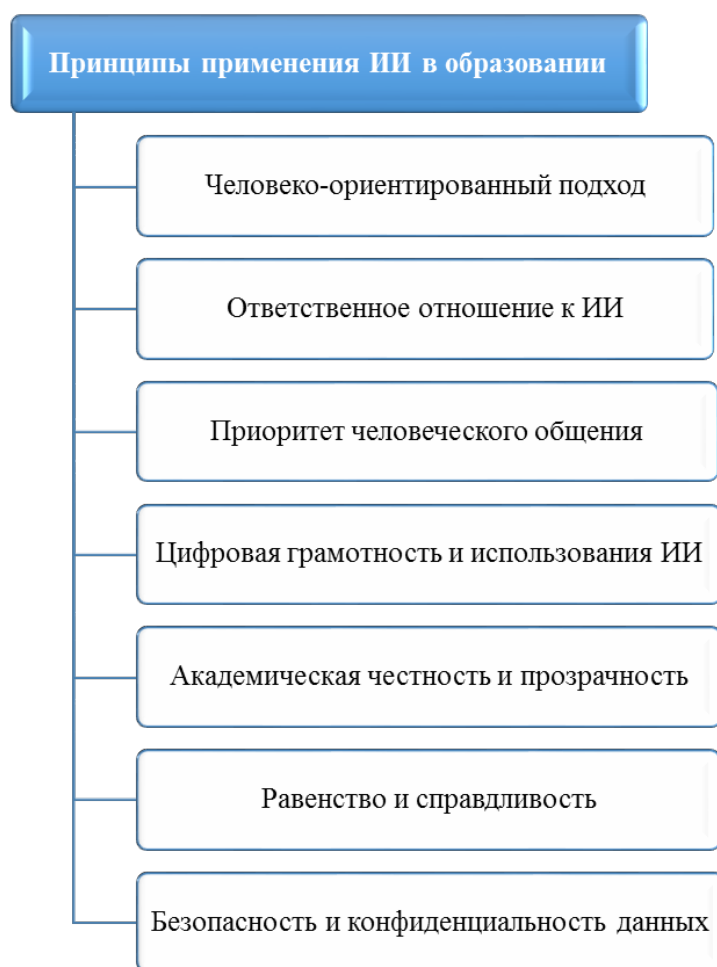 Принципы применения ИИ в образовании
Человеко-ориентированный подход
Ответственное отношение к ИИ
Приоритет человеческого общения
Цифровая грамотность и использования ИИ
Академическая честность и прозрачность
Равенство и справдливость
Безопасность и конфиденциальность данных